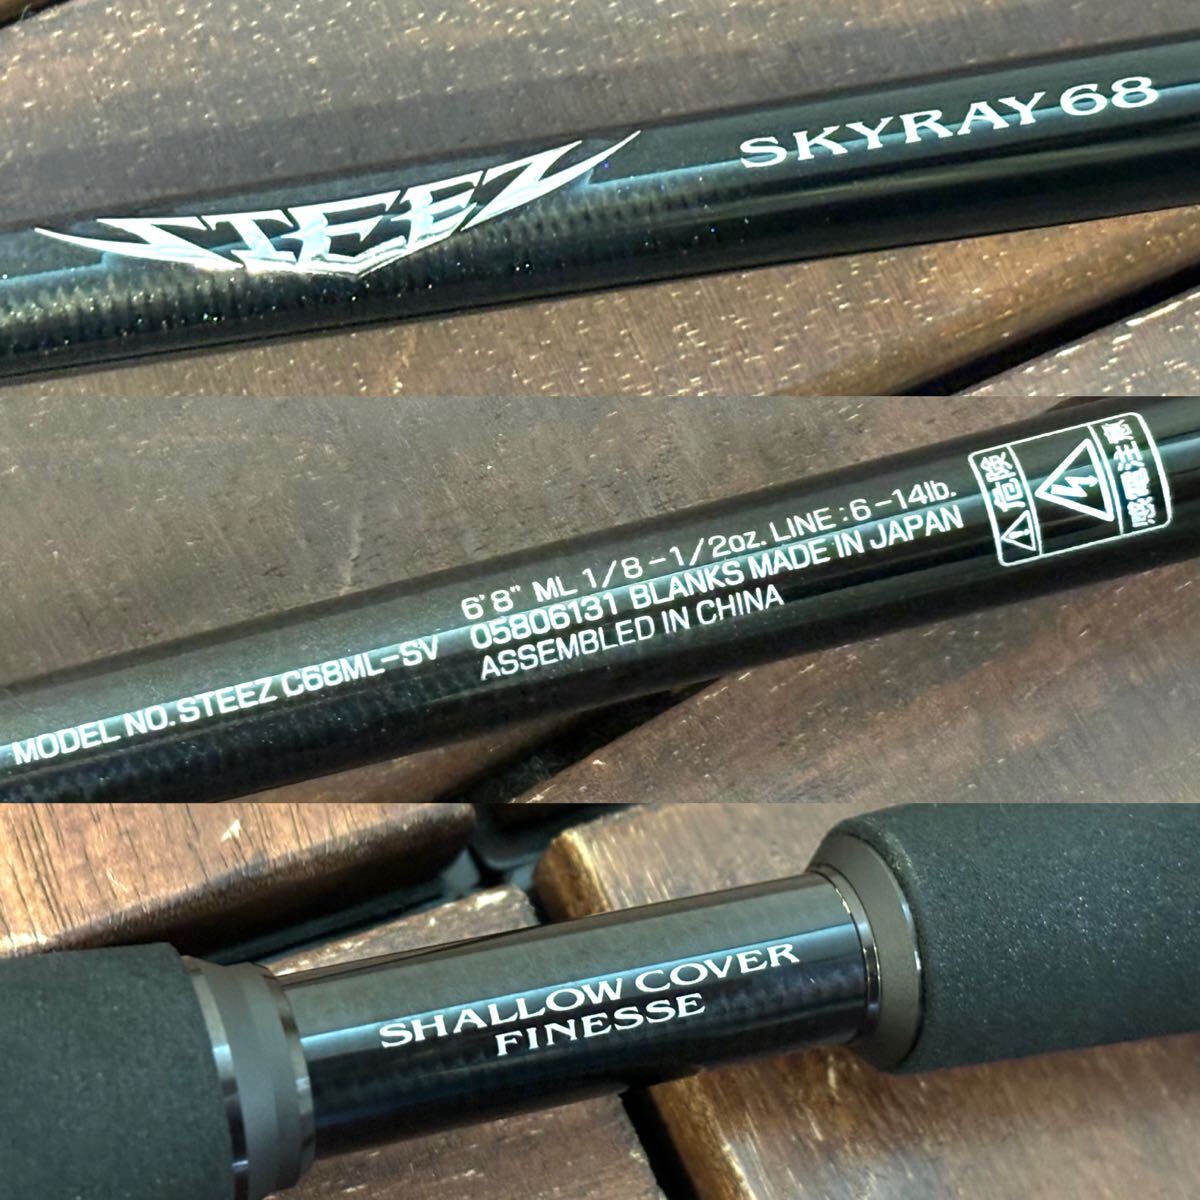 STEEZ SKYRAY 68
MODEL NO. STEEZ C68ML-SV
6'8" ML 1/8-1/2oz. LINE : 6-14lb.
05806131 BLANKS MADE IN JAPAN
ASSEMBLED IN CHINA
危険
感電注意
SHALLOW COVER
FINESSE